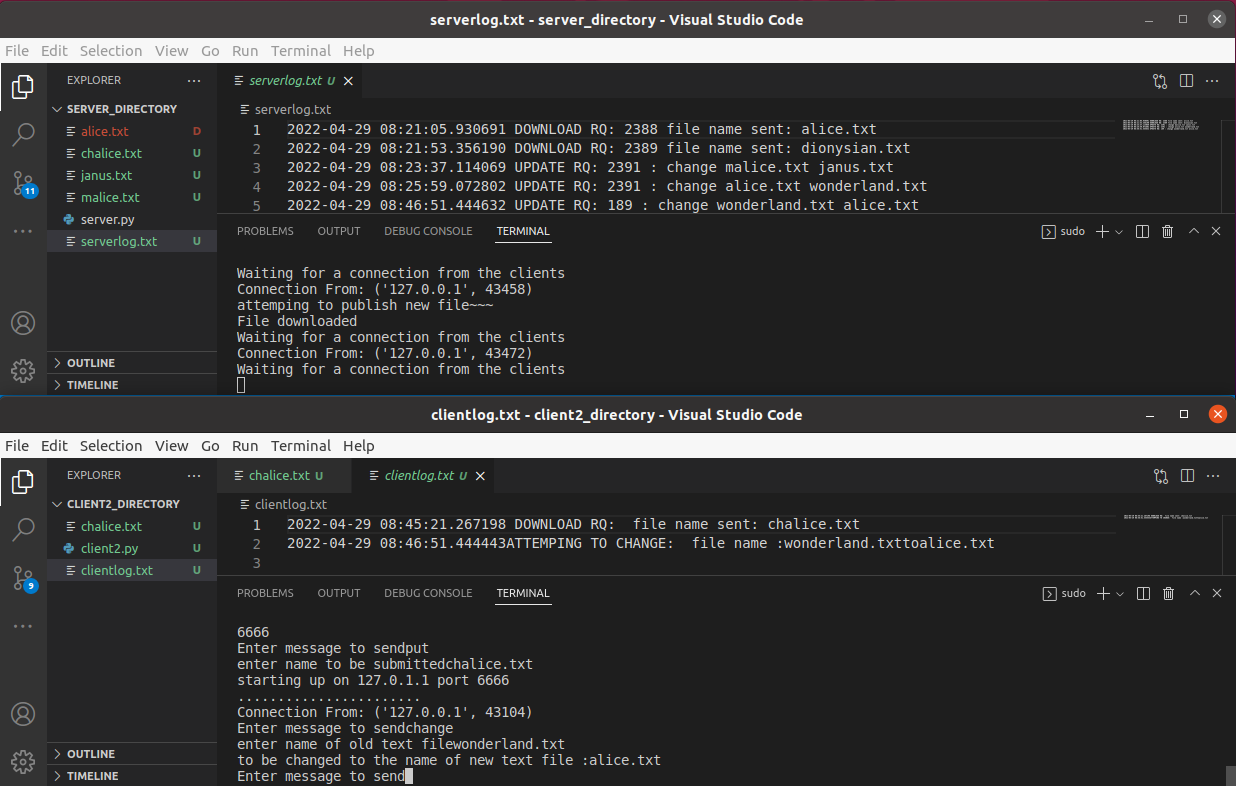 serverlog.txt - server_directory - Visual Studio Code
File Edit Selection View Go Run Terminal Help
EXPLORER
serverlog.txt U
SERVER_DIRECTORY
serverlog.txt
alice.txt D
chalice.txt U
janus.txt U
malice.txt U
server.py
serverlog.txt U
11
OUTLINE
TIMELINE
1 2022-04-29 08:21:05.930691 DOWNLOAD RQ: 2388 file name sent: alice.txt
2 2022-04-29 08:21:53.356190 DOWNLOAD RQ: 2389 file name sent: dionysian.txt
3 2022-04-29 08:23:37.114069 UPDATE RQ: 2391 : change malice.txt janus.txt
4 2022-04-29 08:25:59.072802 UPDATE RQ: 2391 : change alice.txt wonderland.txt
5 2022-04-29 08:46:51.444632 UPDATE RQ: 189 : change wonderland.txt alice.txt
PROBLEMS OUTPUT DEBUG CONSOLE TERMINAL sudo
Waiting for a connection from the clients
Connection From: ('127.0.0.1', 43458)
attemping to publish new file~~~
File downloaded
Waiting for a connection from the clients
Connection From: ('127.0.0.1', 43472)
Waiting for a connection from the clients
clientlog.txt - client2_directory - Visual Studio Code
File Edit Selection View Go Run Terminal Help
EXPLORER
chalice.txt U clientlog.txt U
CLIENT2_DIRECTORY
clientlog.txt
chalice.txt U
client2.py U
clientlog.txt U
9
OUTLINE
TIMELINE
1 2022-04-29 08:45:21.267198 DOWNLOAD RQ:  file name sent: chalice.txt
2 2022-04-29 08:46:51.444443ATTEMPING TO CHANGE:  file name :wonderland.txttoalice.txt
3
PROBLEMS OUTPUT DEBUG CONSOLE TERMINAL sudo
6666
Enter message to sendput
enter name to be submittedchalice.txt
starting up on 127.0.1.1 port 6666
.......................
Connection From: ('127.0.0.1', 43104)
Enter message to sendchange
enter name of old text filewonderland.txt
to be changed to the name of new text file :alice.txt
Enter message to send